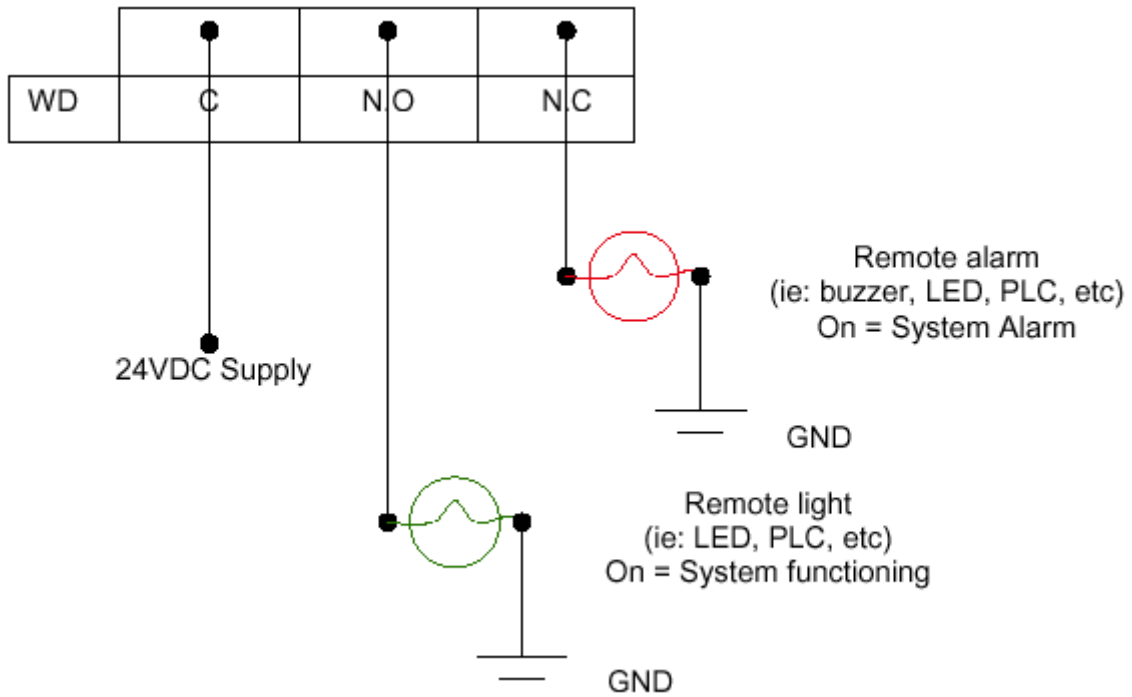 WD
C
N.O
N.C
Remote alarm
(ie: buzzer, LED, PLC, etc)
On = System Alarm
24VDC Supply
GND
Remote light
(ie: LED, PLC, etc)
On = System functioning
GND